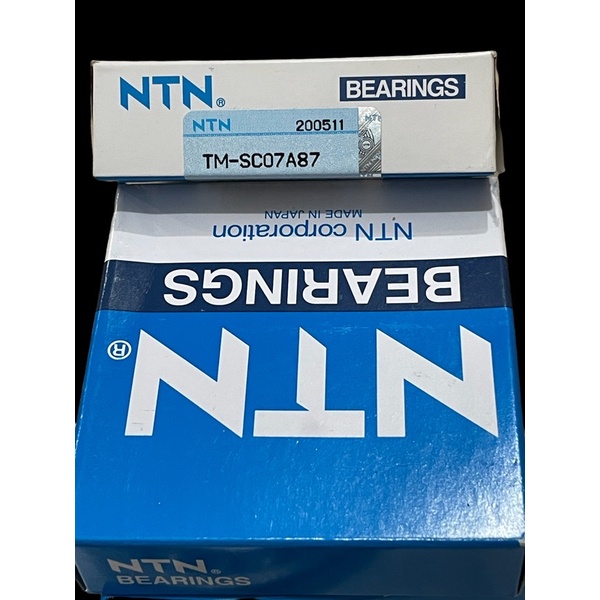 NTN®
BEARINGS
NTN 200511
TM-SC07A87
NTN corporation
MADE IN JAPAN
BEARINGS
NTN®
NTN®
BEARINGS